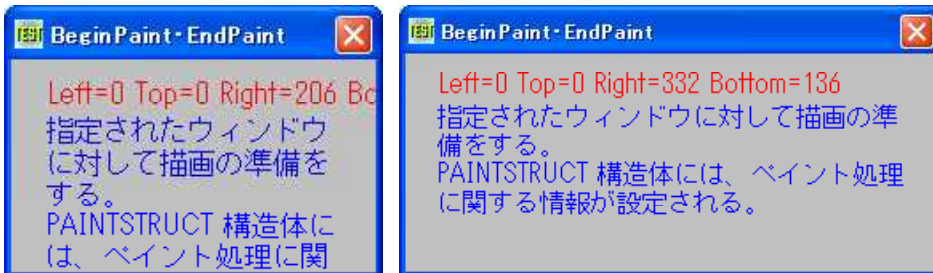 BeginPaint・EndPaint
Left=0 Top=0 Right=206 Bo
指定されたウィンドウ
に対して描画の準備を
する。
PAINTSTRUCT 構造体に
は、ペイント処理に関
BeginPaint・EndPaint
Left=0 Top=0 Right=332 Bottom=136
指定されたウィンドウに対して描画の準
備をする。
PAINTSTRUCT 構造体には、ペイント処理
に関する情報が設定される。